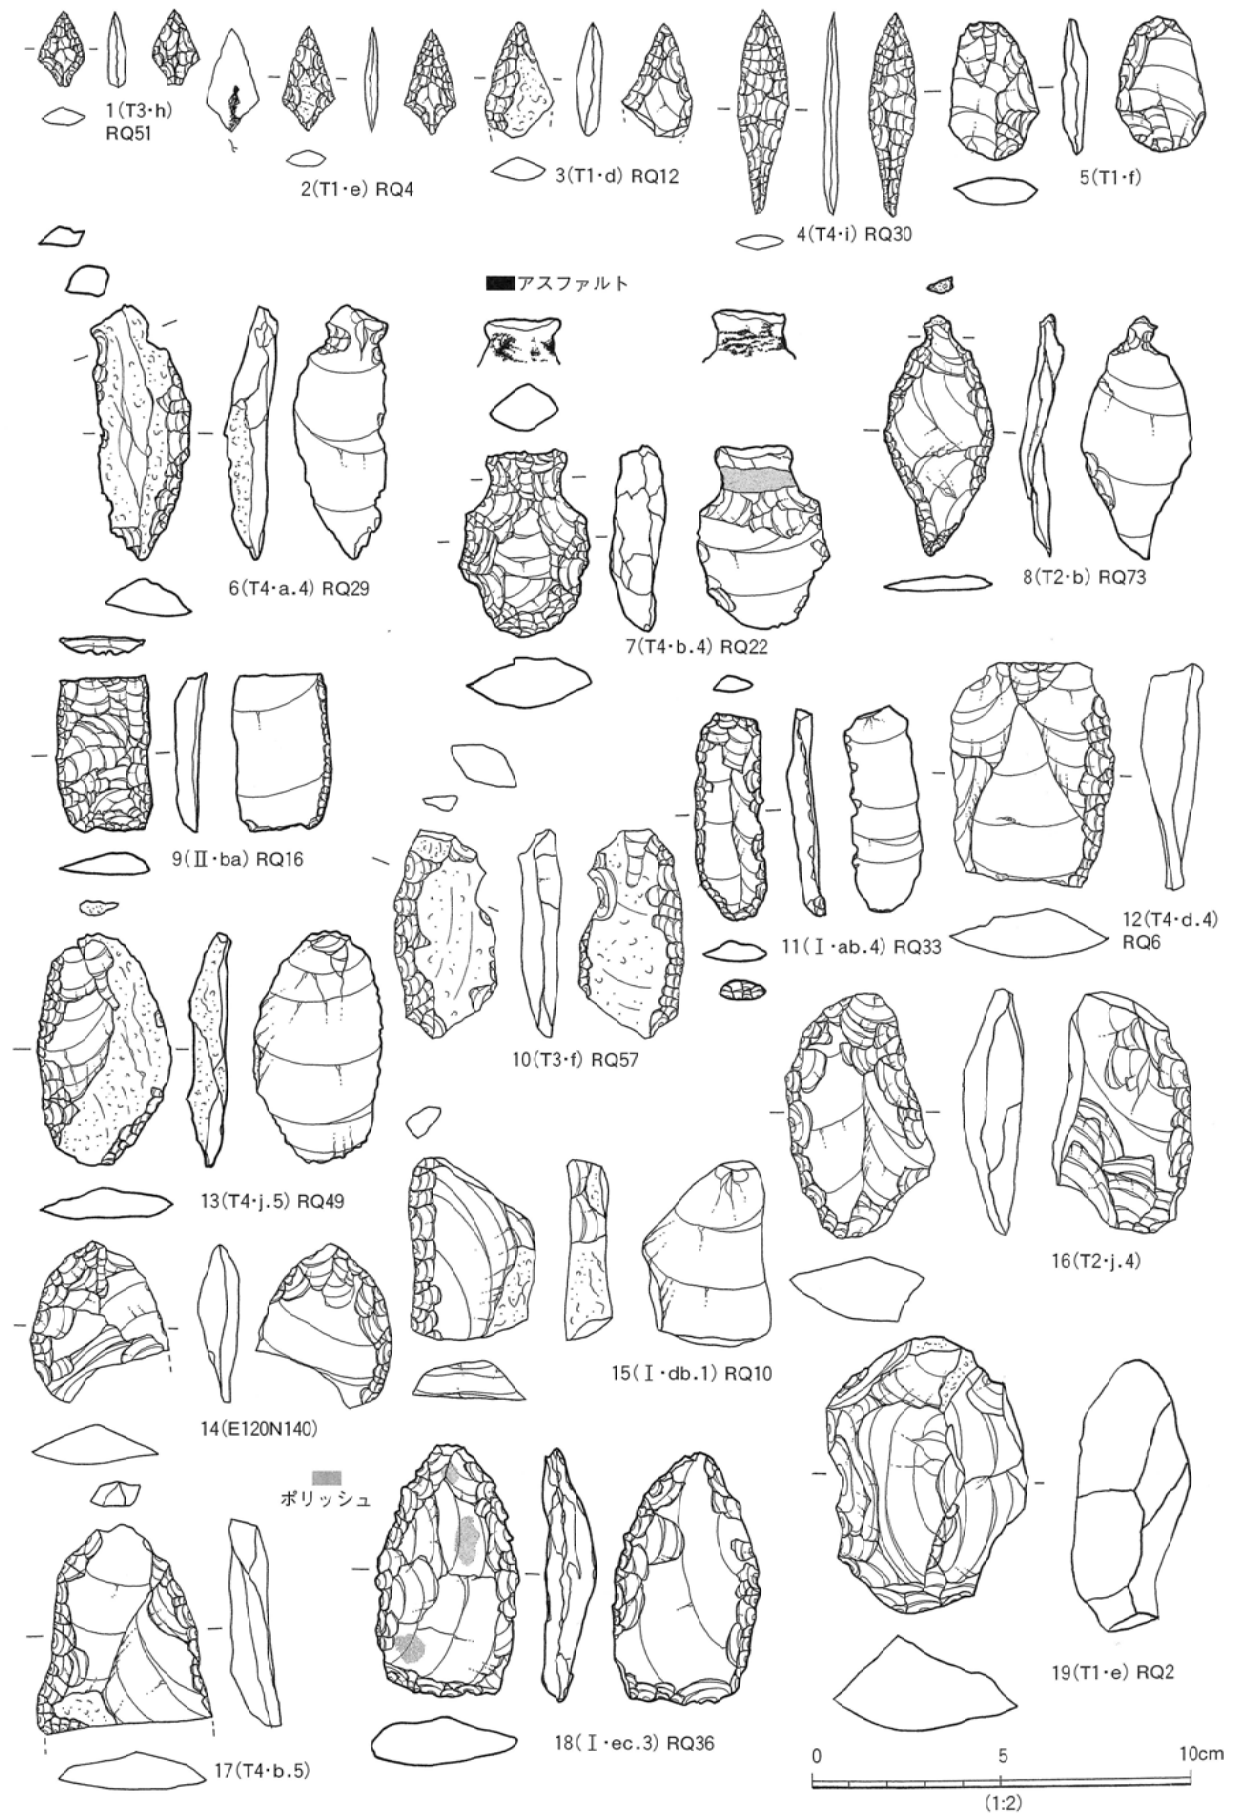 1(T3·h)
RQ51
2(T1·e) RQ4
3(T1·d) RQ12
4(T4·i) RQ30
5(T1·f)
アスファルト
6(T4·a.4) RQ29
7(T4·b.4) RQ22
8(T2·b) RQ73
9(Ⅱ·ba) RQ16
10(T3·f) RQ57
11(Ⅰ·ab.4) RQ33
12(T4·d.4)
RQ6
13(T4·j.5) RQ49
14(E120N140)
15(Ⅰ·db.1) RQ10
16(T2·j.4)
ポリッシュ
17(T4·b.5)
18(Ⅰ·ec.3) RQ36
19(T1·e) RQ2
0 5 10cm
(1:2)